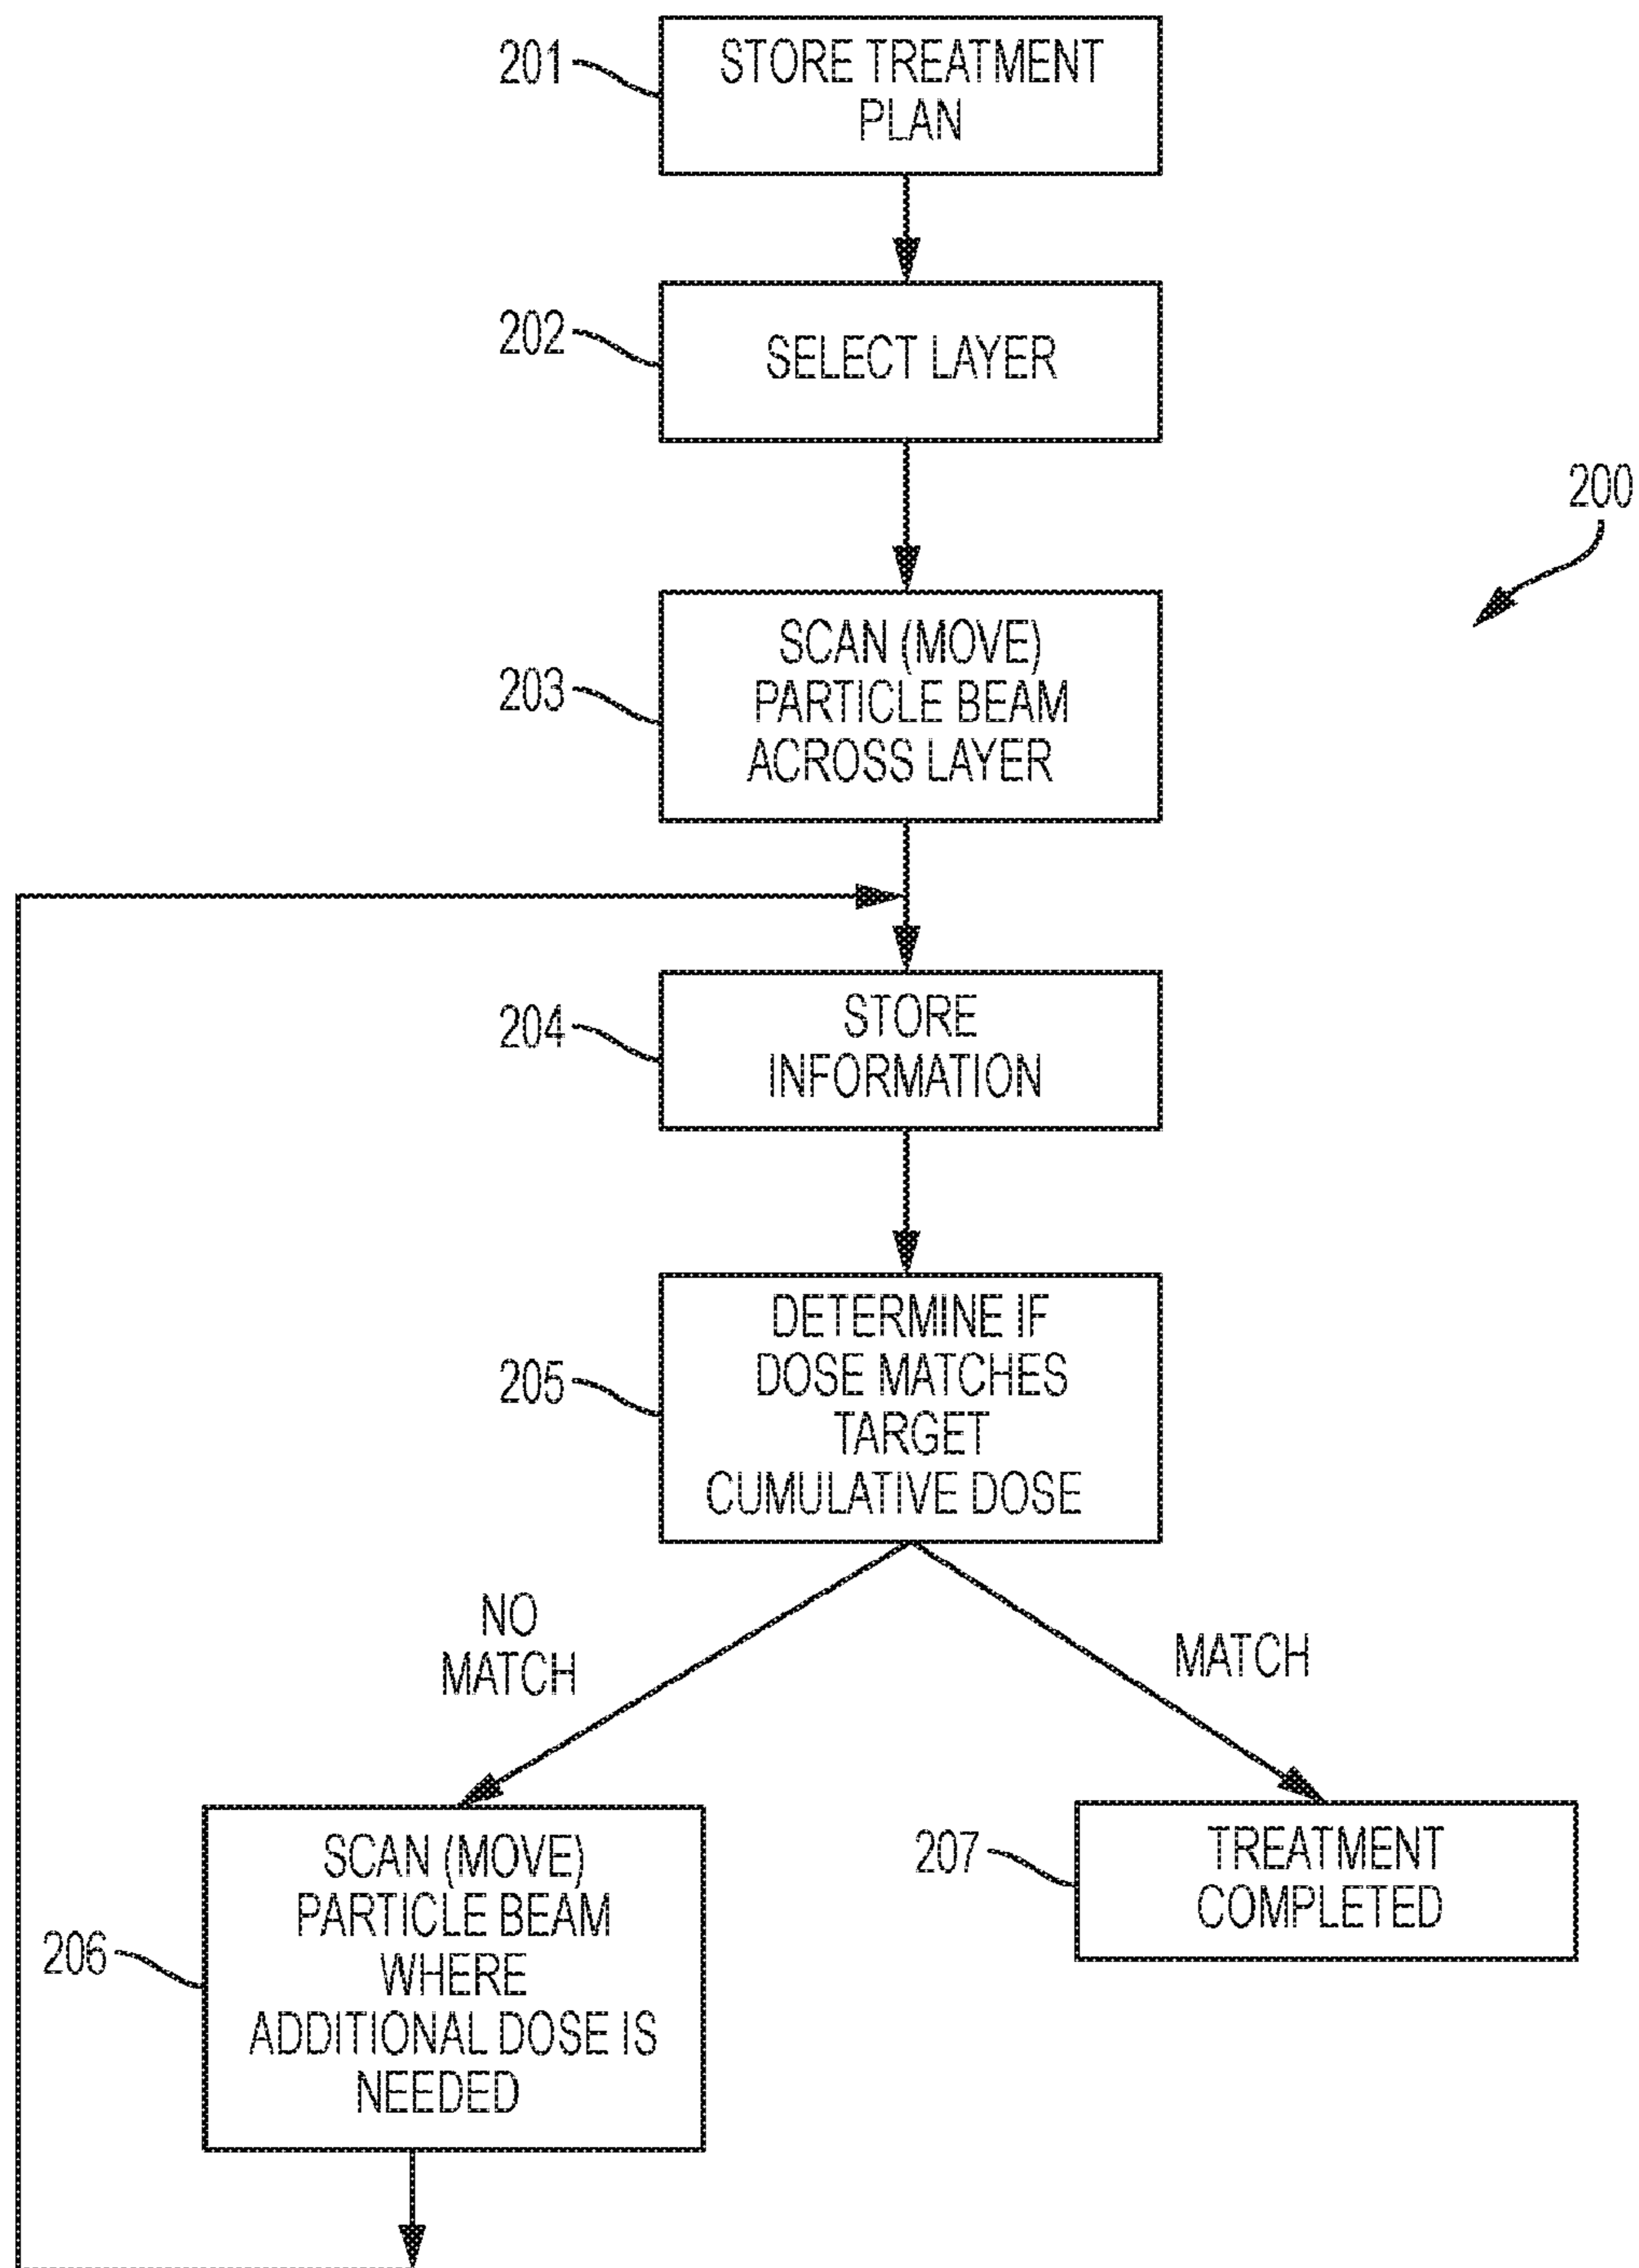 201
STORE TREATMENT
PLAN
202
SELECT LAYER
200
203
SCAN (MOVE)
PARTICLE BEAM
ACROSS LAYER
204
STORE
INFORMATION
205
DETERMINE IF
DOSE MATCHES
TARGET
CUMULATIVE DOSE
NO
MATCH
MATCH
206
SCAN (MOVE)
PARTICLE BEAM
WHERE
ADDITIONAL DOSE IS
NEEDED
207
TREATMENT
COMPLETED